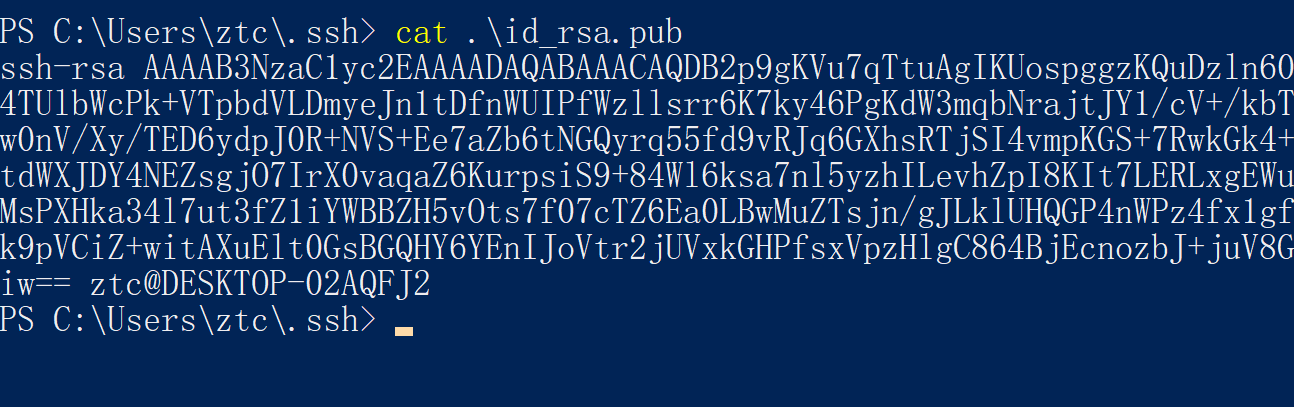 PS C:\Users\ztc\.ssh> cat .\id_rsa.pub
ssh-rsa AAAAB3NzaC1yc2EAAAADAQABAAACAQDB2p9gKVu7qTtuAgIKUospggzKQuDzln6O
4TUlbWcPk+VTpbdVLDmyeJn1tDfnWUIPfWzllsrr6K7ky46PgKdW3mqbNrajtJY1/cV+/kbT
w0nV/Xy/TED6ydpJ0R+NVS+Ee7aZb6tNGQyrq55fd9vRJq6GXhsRTjSI4vmpKGS+7RwkGk4+
tdWXJDY4NEZsgjO7IrX0vaqaZ6KurpsiS9+84Wl6ksa7nl5yzhILevhZpI8KIt7LERLxgEWu
MsPXHka34l7ut3fZ1iYWBBZH5vOts7f07cTZ6Ea0LBwMuZTsjn/gJLklUHQGP4nWPz4fx1gf
k9pVCiZ+witAXuElt0GsBGQHY6YEnIJoVtr2jUVxkGHPfsxVpzHlgC864BjEcnozbJ+juV8G
iw== ztc@DESKTOP-02AQFJ2
PS C:\Users\ztc\.ssh>